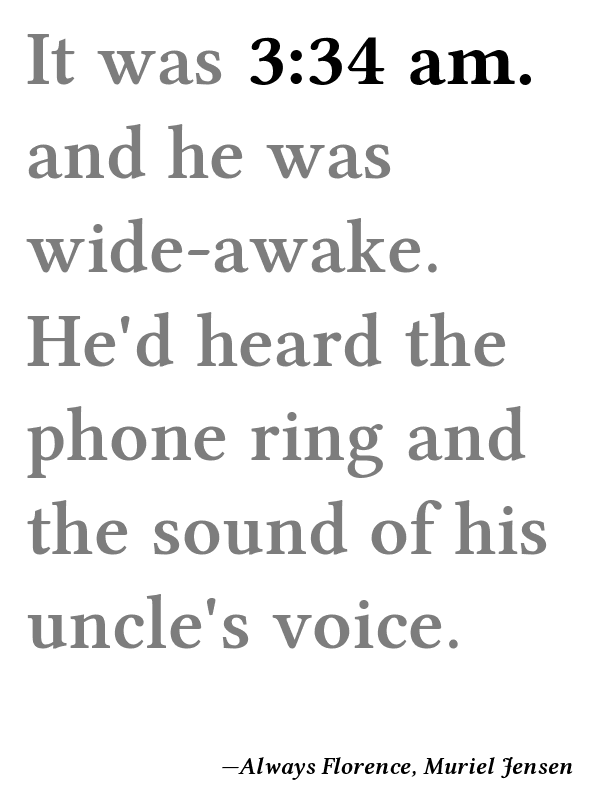 It was 3:34 am.
and he was
wide-awake.
He'd heard the
phone ring and
the sound of his
uncle's voice.
—Always Florence, Muriel Jensen